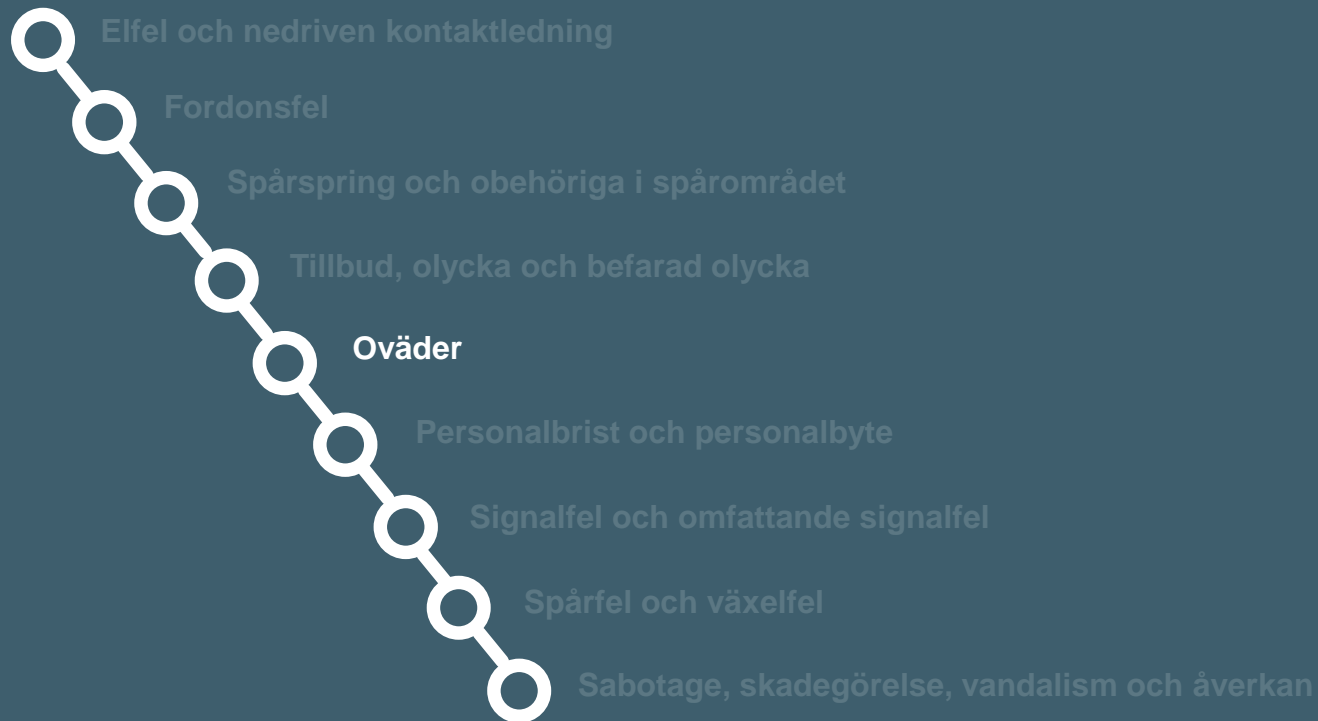 Elfel och nedriven kontaktledning
Fordonsfel
Spårspring och obehöriga i spårområdet
Tillbud, olycka och befarad olycka
Oväder
Personalbrist och personalbyte
Signalfel och omfattande signalfel
Spårfel och växelfel
Sabotage, skadegörelse, vandalism och åverkan